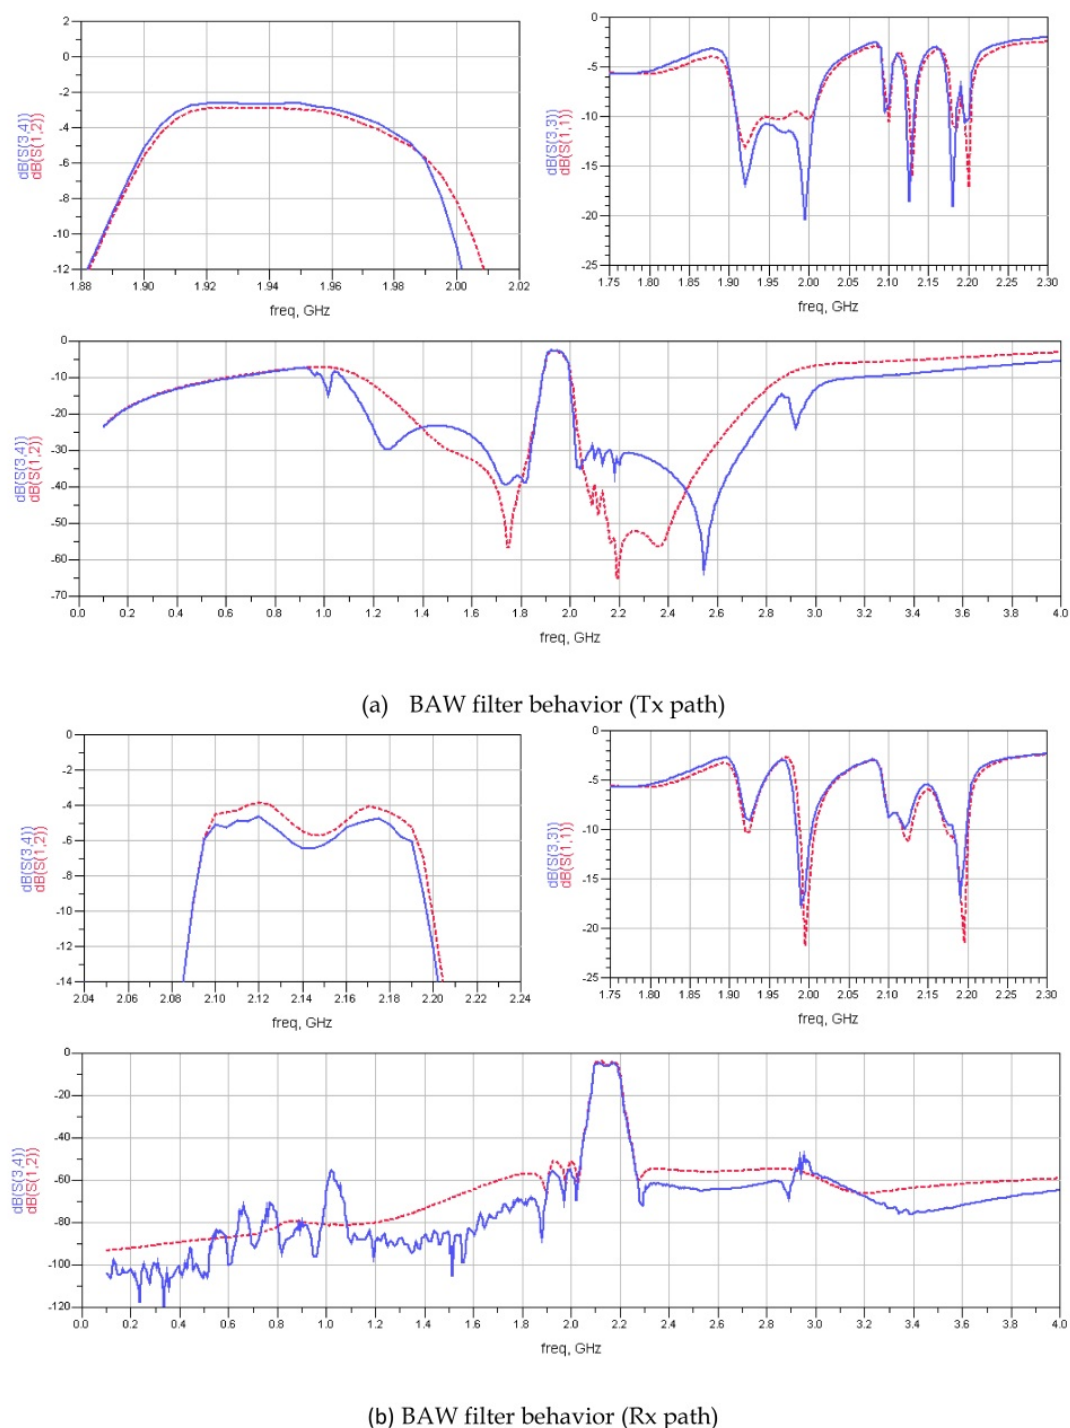 2
0
-2
-4
-6
-8
-10
-12
1.88 1.90 1.92 1.94 1.96 1.98 2.00 2.02
freq, GHz
dB(S(3,4))
dB(S(1,2))
0
-5
-10
-15
-20
-25
1.75 1.80 1.85 1.90 1.95 2.00 2.05 2.10 2.15 2.20 2.25 2.30
freq, GHz
dB(S(3,3))
dB(S(1,1))
0
-10
-20
-30
-40
-50
-60
-70
0.0 0.2 0.4 0.6 0.8 1.0 1.2 1.4 1.6 1.8 2.0 2.2 2.4 2.6 2.8 3.0 3.2 3.4 3.6 3.8 4.0
freq, GHz
dB(S(3,4))
dB(S(1,2))
(a) BAW filter behavior (Tx path)
0
-2
-4
-6
-8
-10
-12
-14
2.04 2.06 2.08 2.10 2.12 2.14 2.16 2.18 2.20 2.22 2.24
freq, GHz
dB(S(3,4))
dB(S(1,2))
0
-5
-10
-15
-20
-25
1.75 1.80 1.85 1.90 1.95 2.00 2.05 2.10 2.15 2.20 2.25 2.30
freq, GHz
dB(S(3,3))
dB(S(1,1))
0
-20
-40
-60
-80
-100
-120
0.0 0.2 0.4 0.6 0.8 1.0 1.2 1.4 1.6 1.8 2.0 2.2 2.4 2.6 2.8 3.0 3.2 3.4 3.6 3.8 4.0
freq, GHz
dB(S(3,4))
dB(S(1,2))
(b) BAW filter behavior (Rx path)